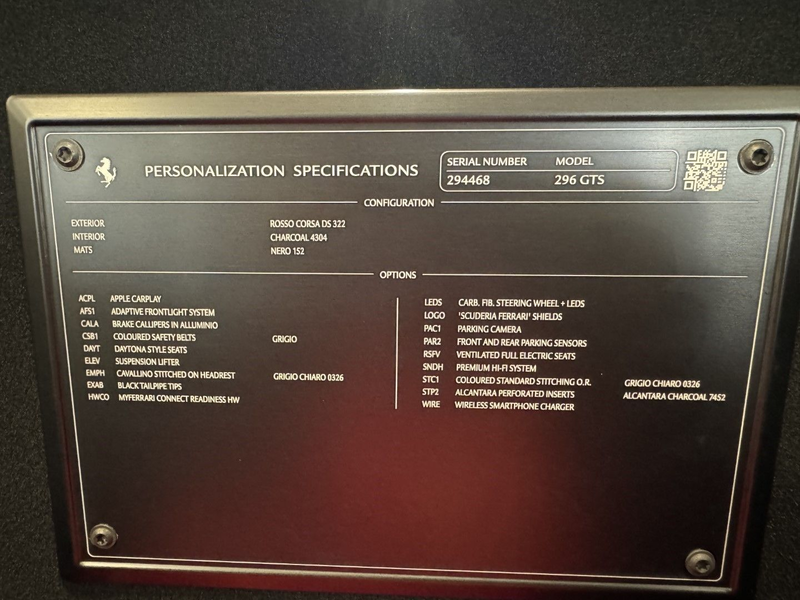 PERSONALIZATION SPECIFICATIONS
SERIAL NUMBER MODEL
294468 296 GTS
CONFIGURATION
EXTERIOR ROSSO CORSA DS 322
INTERIOR CHARCOAL 4304
MATS NERO 152
OPTIONS
ACPL APPLE CARPLAY
AFS1 ADAPTIVE FRONTLIGHT SYSTEM
CALA BRAKE CALLIPERS IN ALLUMINIO
CSB1 COLOURED SAFETY BELTS GRIGIO
DAYT DAYTONA STYLE SEATS
ELEV SUSPENSION LIFTER
EMPH CAVALLINO STITCHED ON HEADREST GRIGIO CHIARO 0326
EXAB BLACK TAILPIPE TIPS
HWCO MYFERRARI CONNECT READINESS HW
LEDS CARB. FIB. STEERING WHEEL + LEDS
LOGO 'SCUDERIA FERRARI' SHIELDS
PAC1 PARKING CAMERA
PAR2 FRONT AND REAR PARKING SENSORS
RSFV VENTILATED FULL ELECTRIC SEATS
SNDH PREMIUM HI-FI SYSTEM
STC1 COLOURED STANDARD STITCHING O.R. GRIGIO CHIARO 0326
STP2 ALCANTARA PERFORATED INSERTS ALCANTARA CHARCOAL 7452
WIRE WIRELESS SMARTPHONE CHARGER